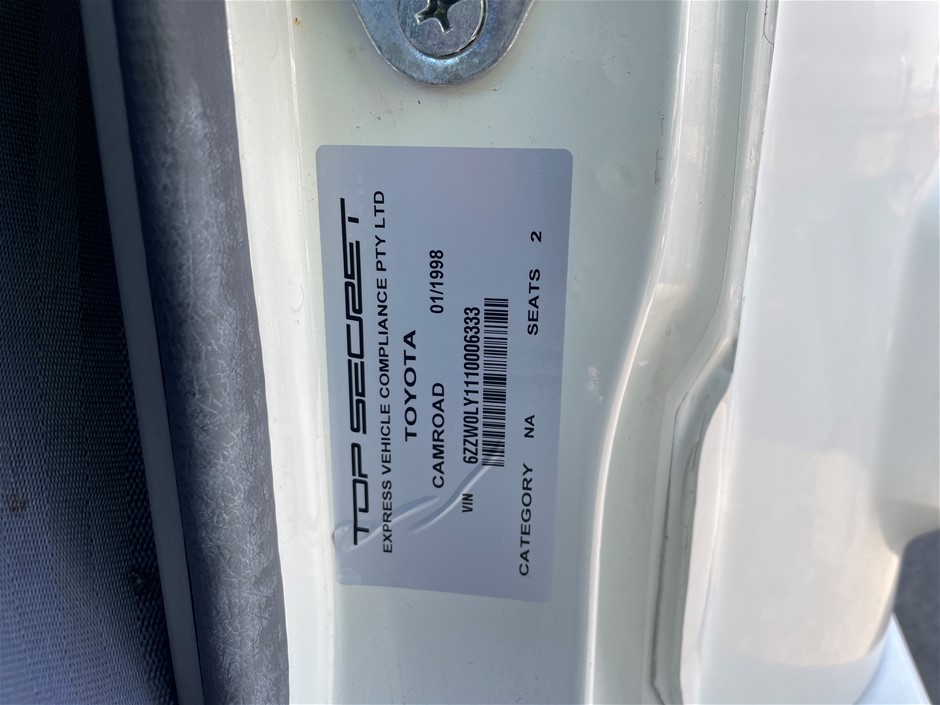 TOP SECRET
EXPRESS VEHICLE COMPLIANCE PTY LTD
TOYOTA
CAMROAD 01/1998
VIN 6ZZW0LY1110006333
CATEGORY NA SEATS 2